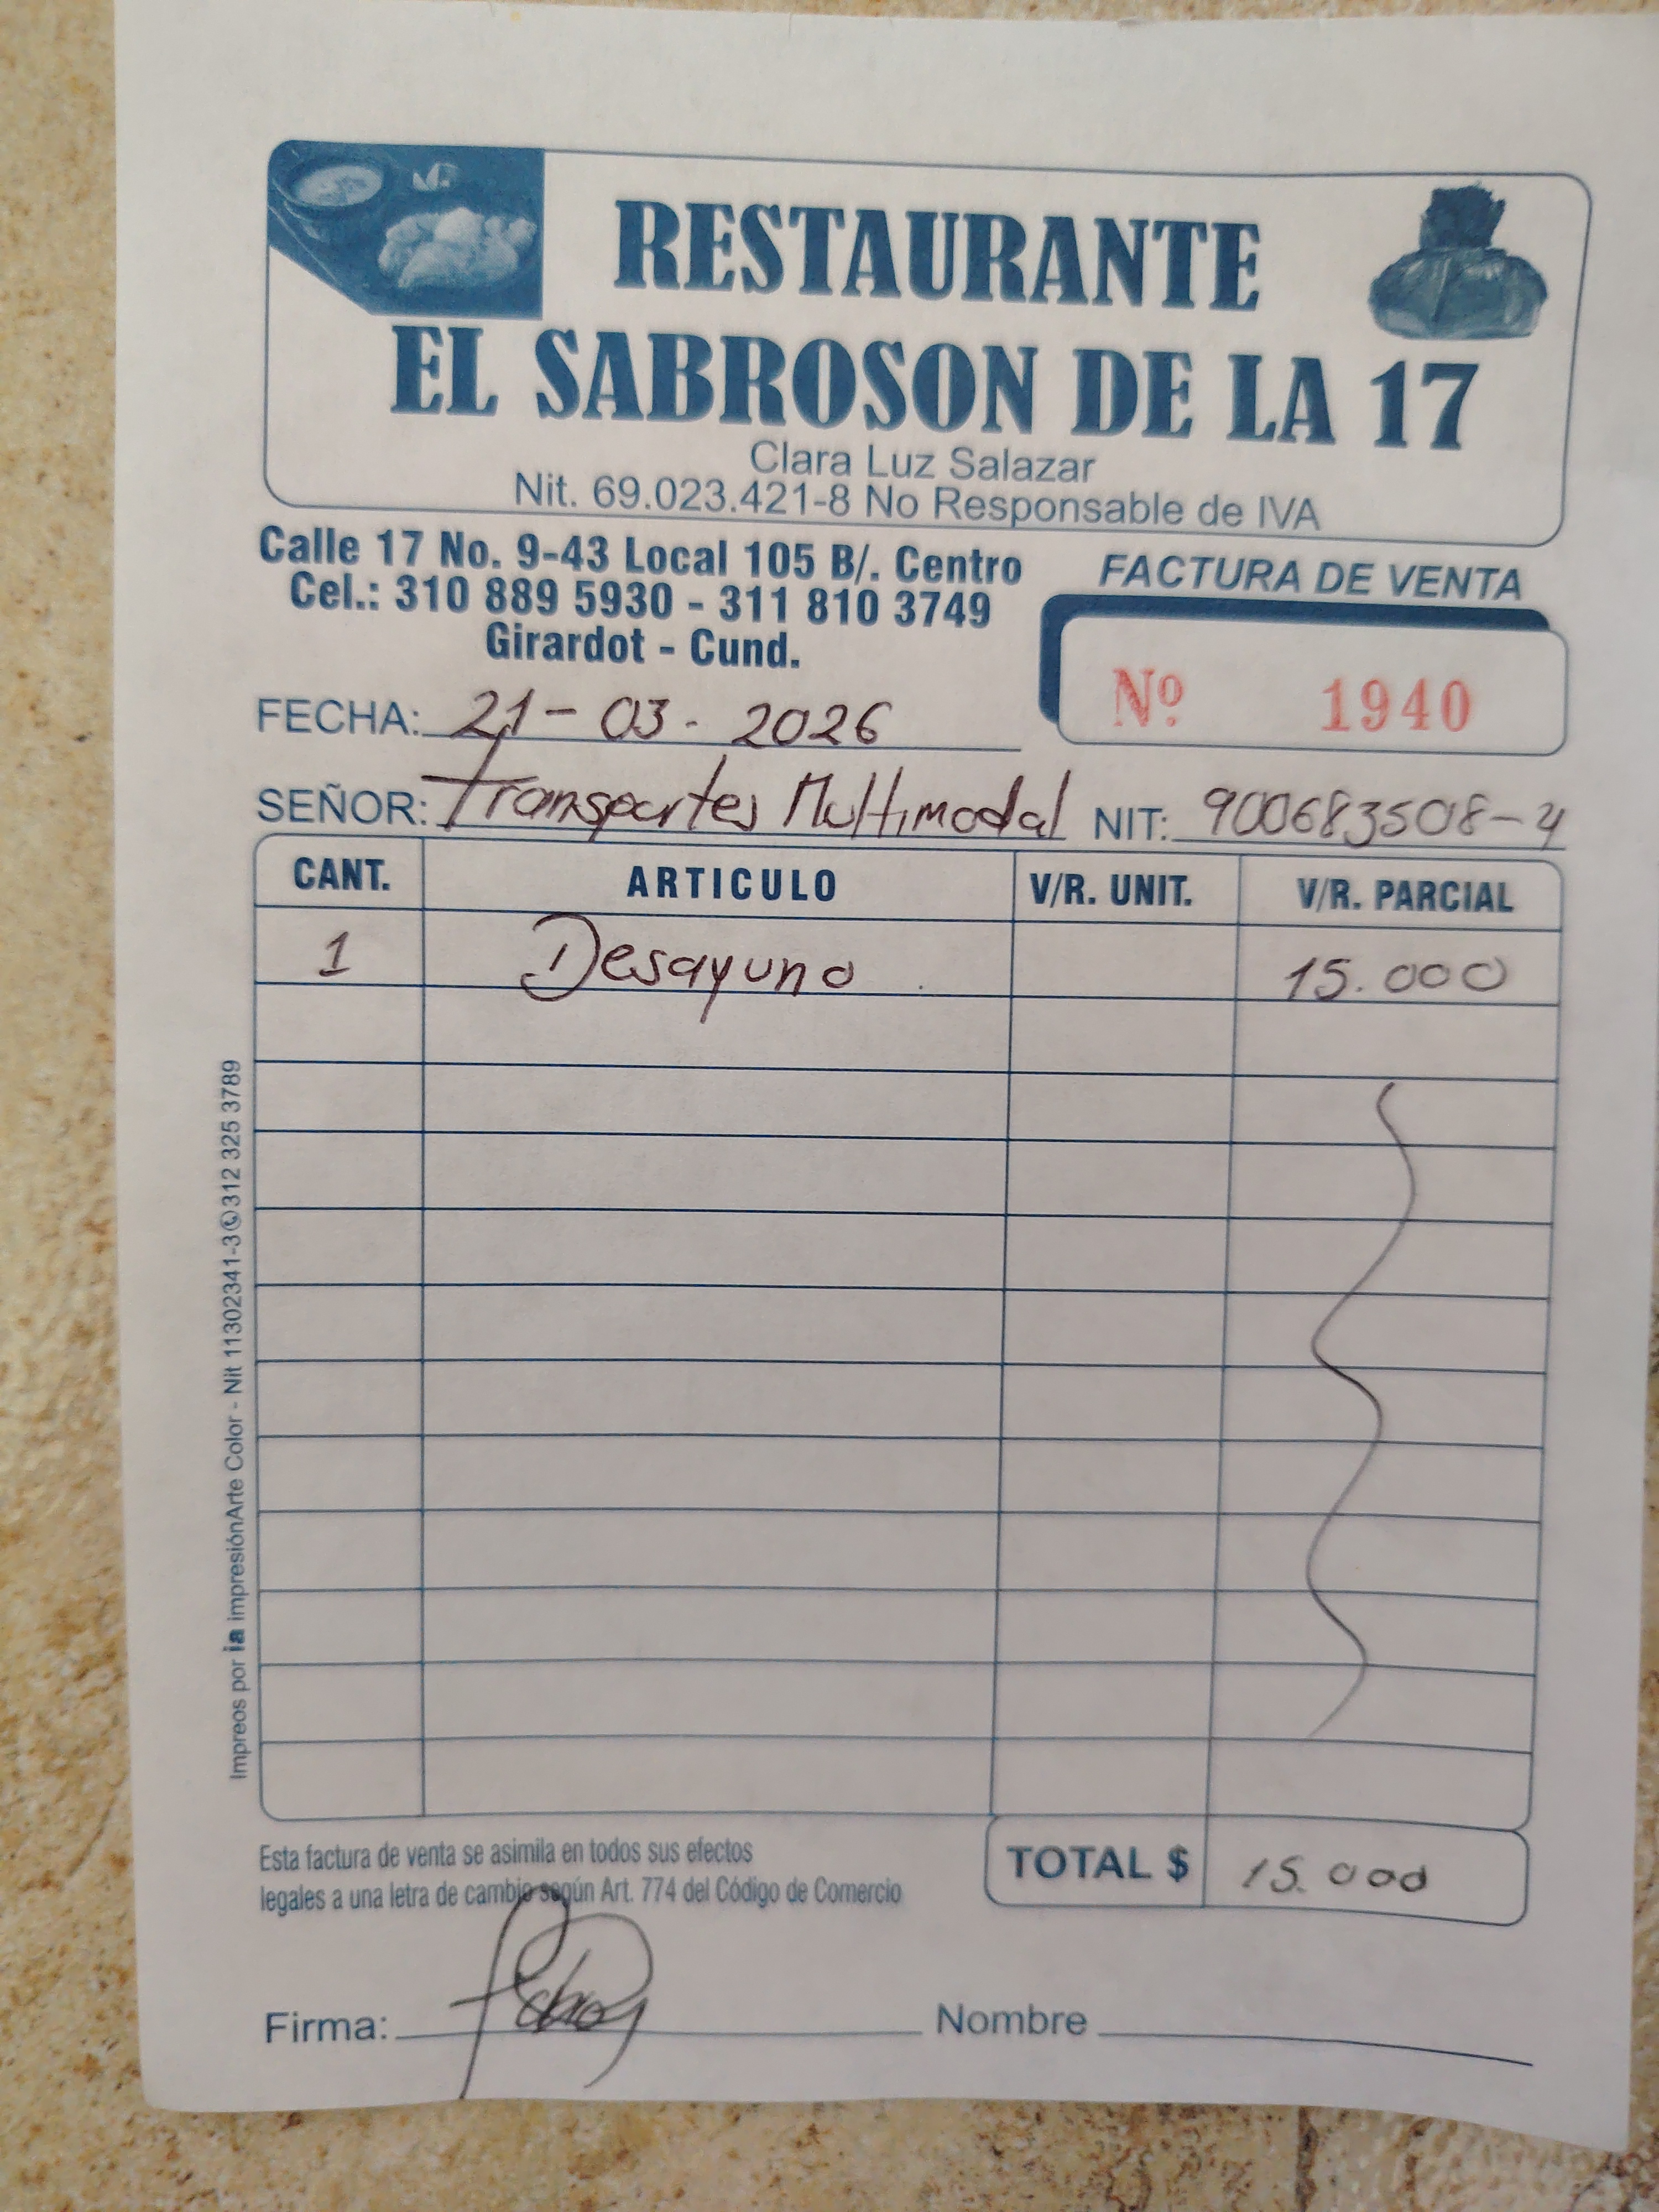 RESTAURANTE
EL SABROSON DE LA 17
Clara Luz Salazar
Nit. 69.023.421-8 No Responsable de IVA
Calle 17 No. 9-43 Local 105 B/. Centro
Cel.: 310 889 5930 - 311 810 3749
Girardot - Cund.
FACTURA DE VENTA
Nº 1940
FECHA: 21-03-2026
SEÑOR: Transportes Multimodal NIT: 900683508-4
CANT. ARTICULO V/R. UNIT. V/R. PARCIAL
1 Desayuno 15.000
Impreos por ia impresiónArte Color - Nit 11302341-3 312 325 3789
Esta factura de venta se asimila en todos sus efectos
legales a una letra de cambio según Art. 774 del Código de Comercio
TOTAL $ 15.000
Firma: Nombre